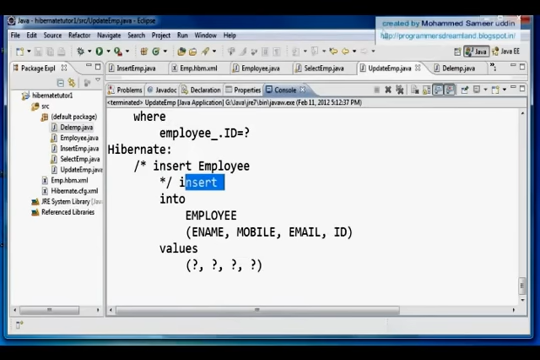 Java - hibernatetutor1/src/UpdateEmp.java - Eclipse
created by Mohammed Sameer uddin
http://programmersdreamland.blogspot.in/
File Edit Source Refactor Navigate Search Project Run Window Help
Java Java EE
Package Expl
InsertEmp.java Emp.hbm.xml Employee.java SelectEmp.java UpdateEmp.java Delemp.java
Problems Javadoc Declaration Properties Console
<terminated> UpdateEmp [Java Application] G:\Java\jre7\bin\javaw.exe (Feb 11, 2012 5:12:37 PM)
hibernatetutor1
src
(default package)
Delemp.java
Employee.java
InsertEmp.java
SelectEmp.java
UpdateEmp.java
Emp.hbm.xml
Hibernate.cfg.xml
JRE System Library [Java
Referenced Libraries
where
employee_.ID=?
Hibernate:
/* insert Employee
*/ insert
into
EMPLOYEE
(ENAME, MOBILE, EMAIL, ID)
values
(?, ?, ?, ?)